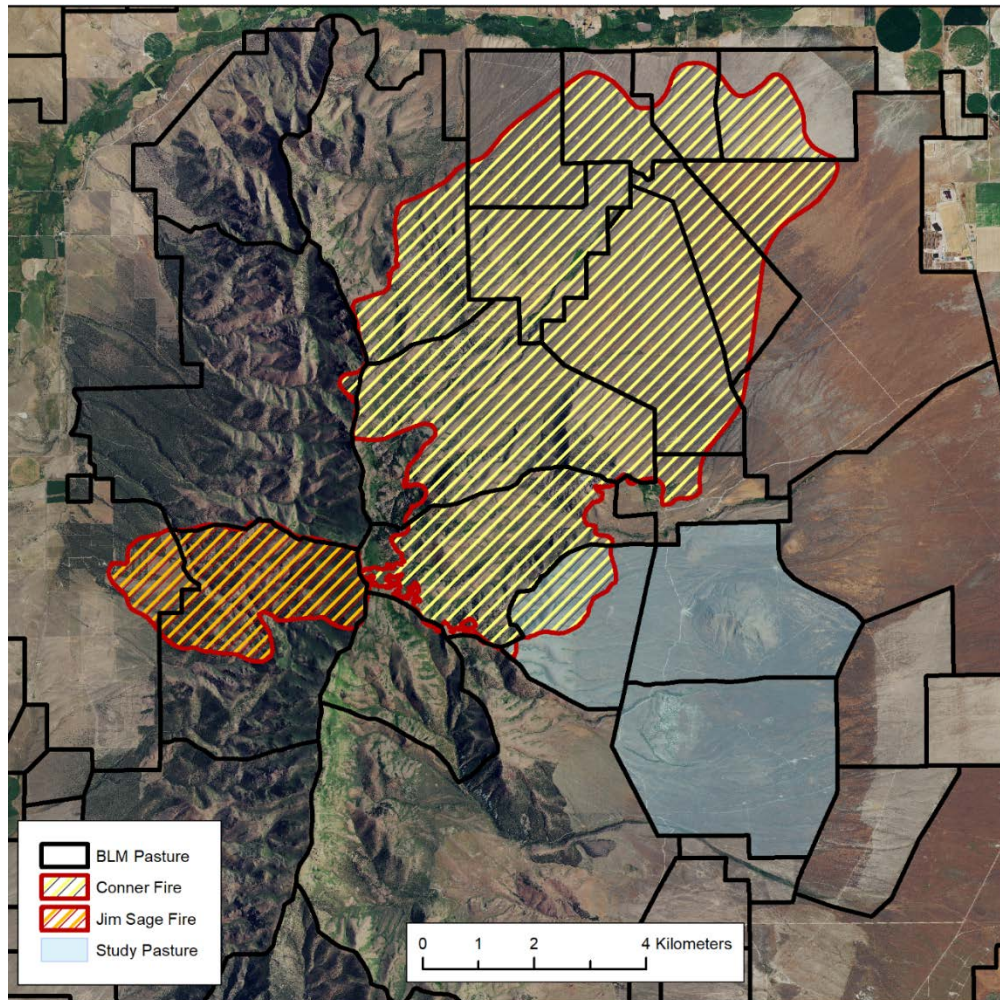 BLM Pasture
Conner Fire
Jim Sage Fire
Study Pasture
0 1 2 4 Kilometers